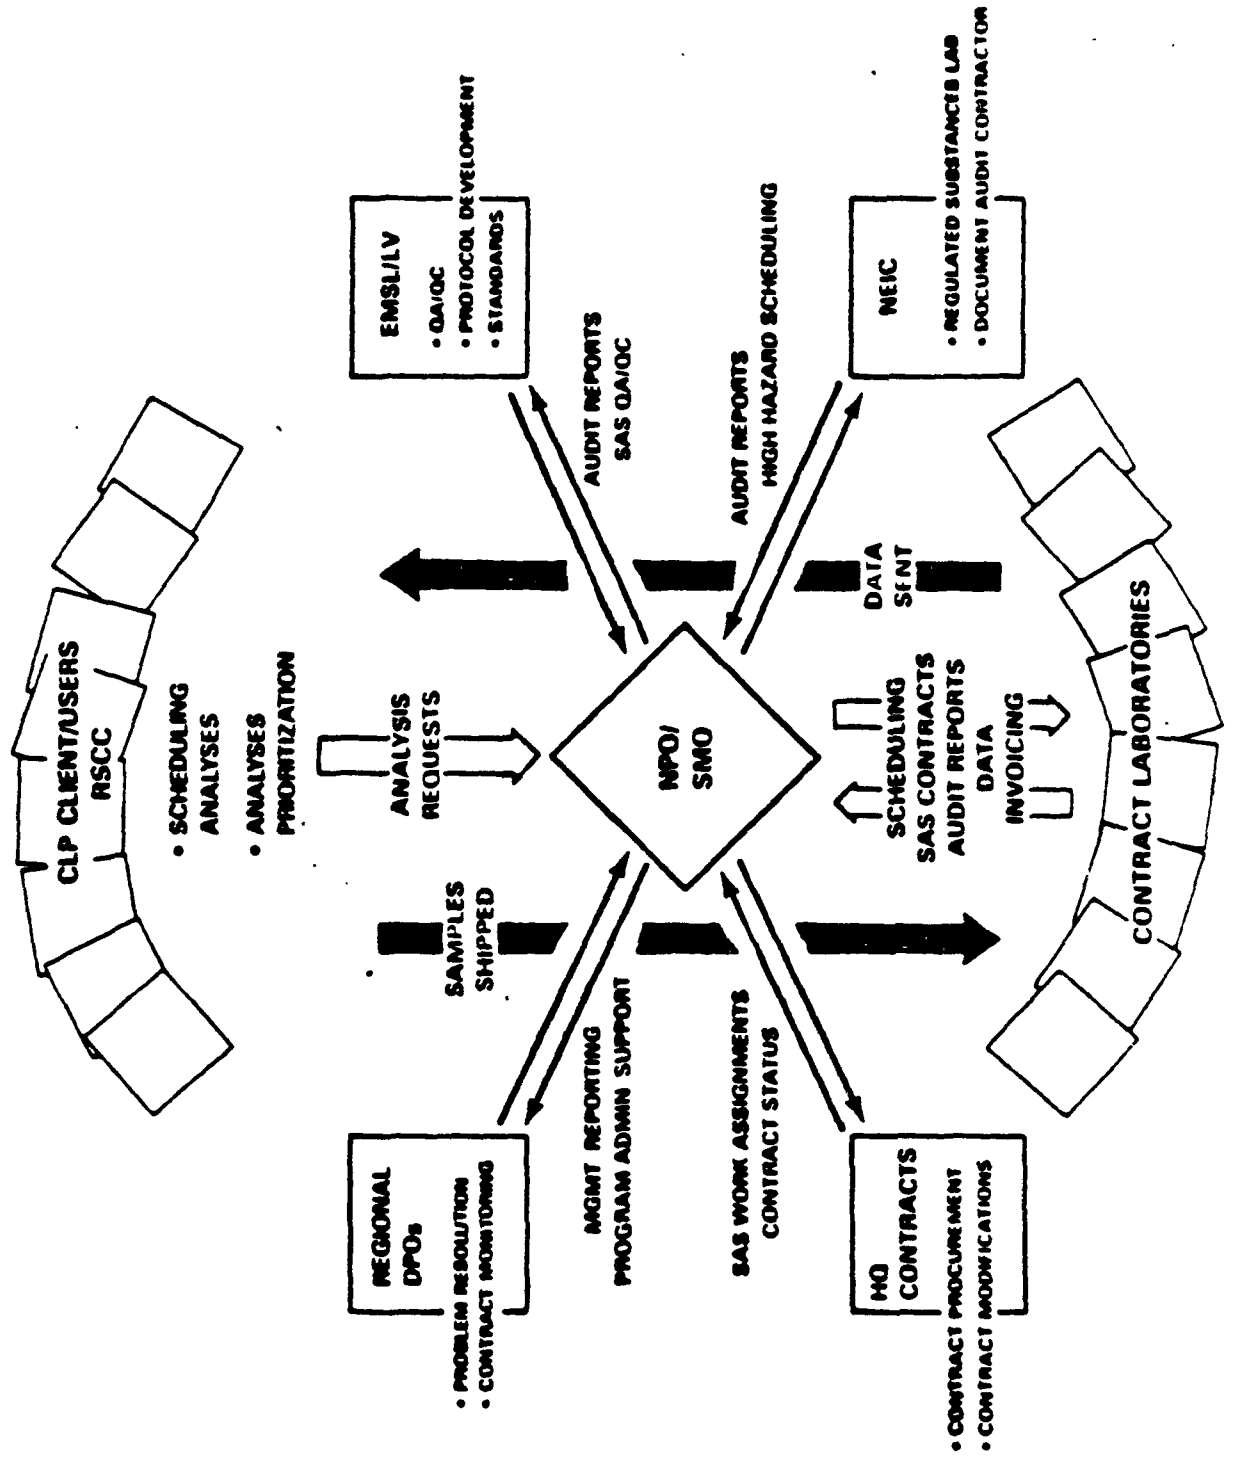 CLP CLIENT/USERS
RSCC
• SCHEDULING
ANALYSES
• ANALYSES
PRIORITIZATION
REGIONAL
DPOs
• PROBLEM RESOLUTION
• CONTRACT MONITORING
SAMPLES
SHIPPED
ANALYSIS
REQUESTS
EMSL/LV
• QA/QC
• PROTOCOL DEVELOPMENT
• STANDARDS
MGMT REPORTING
PROGRAM ADMIN SUPPORT
AUDIT REPORTS
SAS QA/QC
NPO/
SMO
SAS WORK ASSIGNMENTS
CONTRACT STATUS
AUDIT REPORTS
HIGH HAZARD SCHEDULING
HQ
CONTRACTS
• CONTRACT PROCUREMENT
• CONTRACT MODIFICATIONS
SCHEDULING
SAS CONTRACTS
AUDIT REPORTS
DATA
INVOICING
DATA
SENT
NEIC
• REGULATED SUBSTANCES LAB
• DOCUMENT AUDIT CONTRACTOR
CONTRACT LABORATORIES